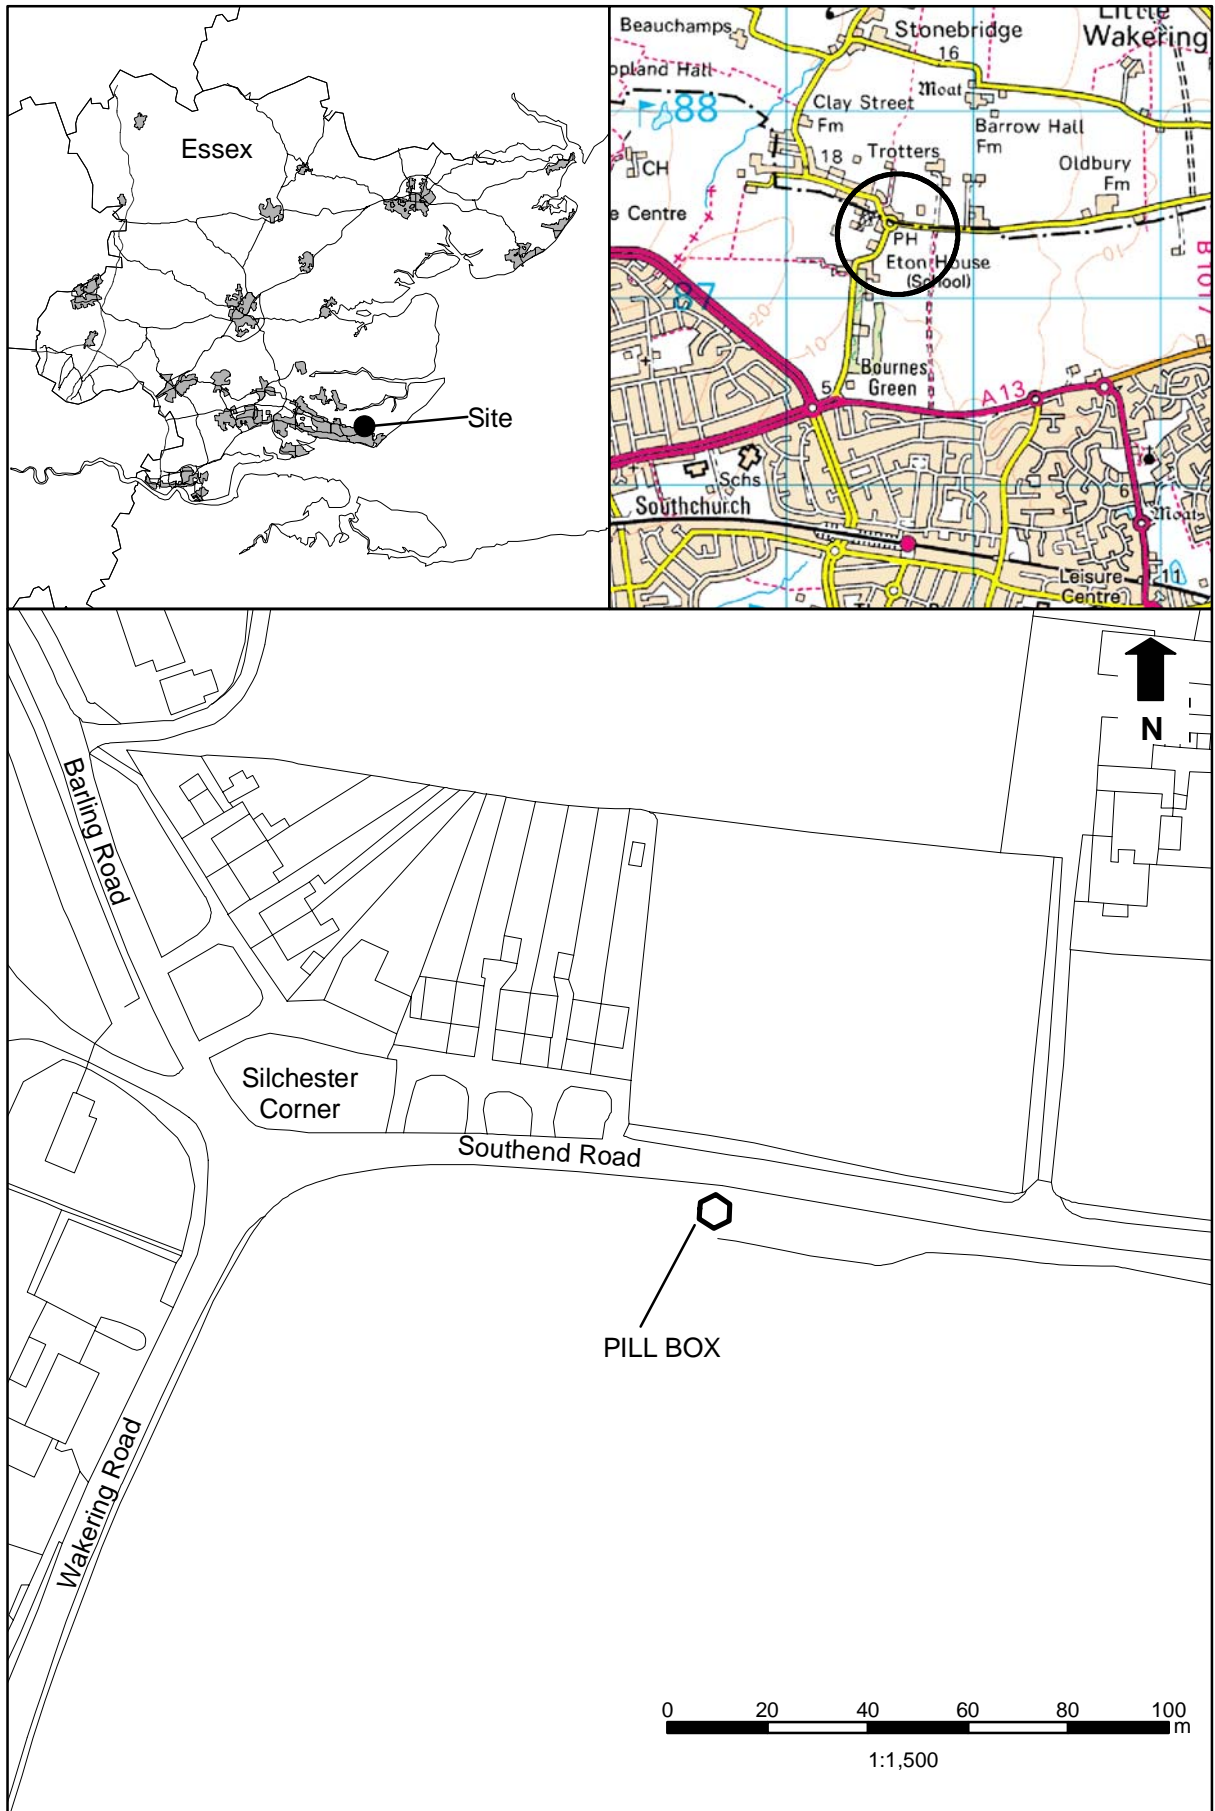 Essex
Site
Beauchamps
Stonebridge
Little
Wakering
16
opland Hall
88
Moat
Clay Street
Fm
Barrow Hall
Fm
18
Trotters
Oldbury
Fm
CH
e Centre
PH
Eton House
(School)
10
B1017
87
20
10
Bournes
Green
5
A 13
Schs
Southchurch
6
Moat
Leisure
Centre
11
N
Barling Road
Silchester
Corner
Southend Road
PILL BOX
Wakering Road
0 20 40 60 80 100
m
1:1,500